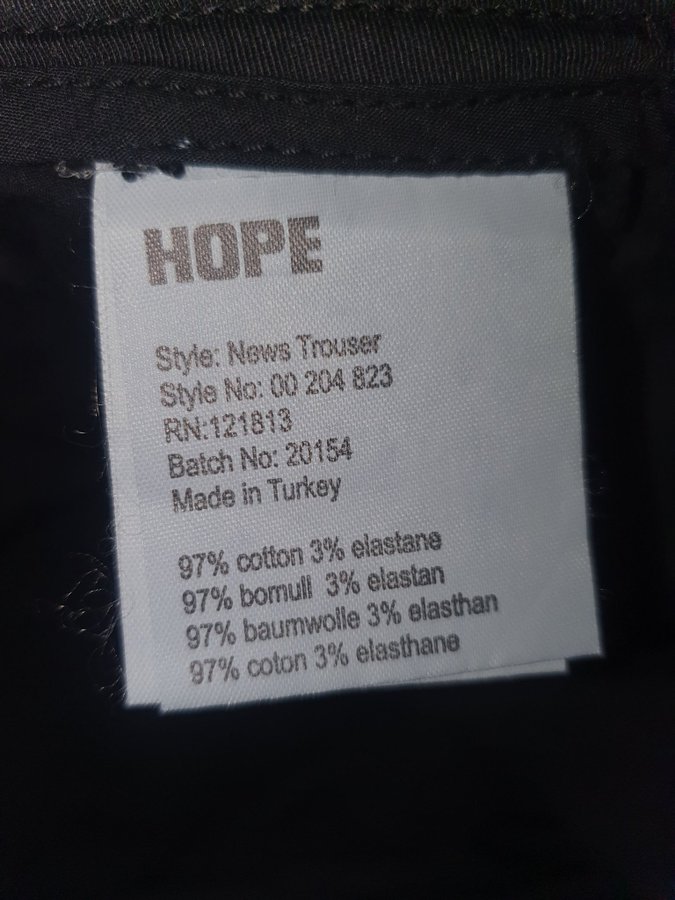 HOPE
Style: News Trouser
Style No: 00 204 823
RN:121813
Batch No: 20154
Made in Turkey
97% cotton 3% elastane
97% bomull 3% elastan
97% baumwolle 3% elasthan
97% coton 3% elasthane